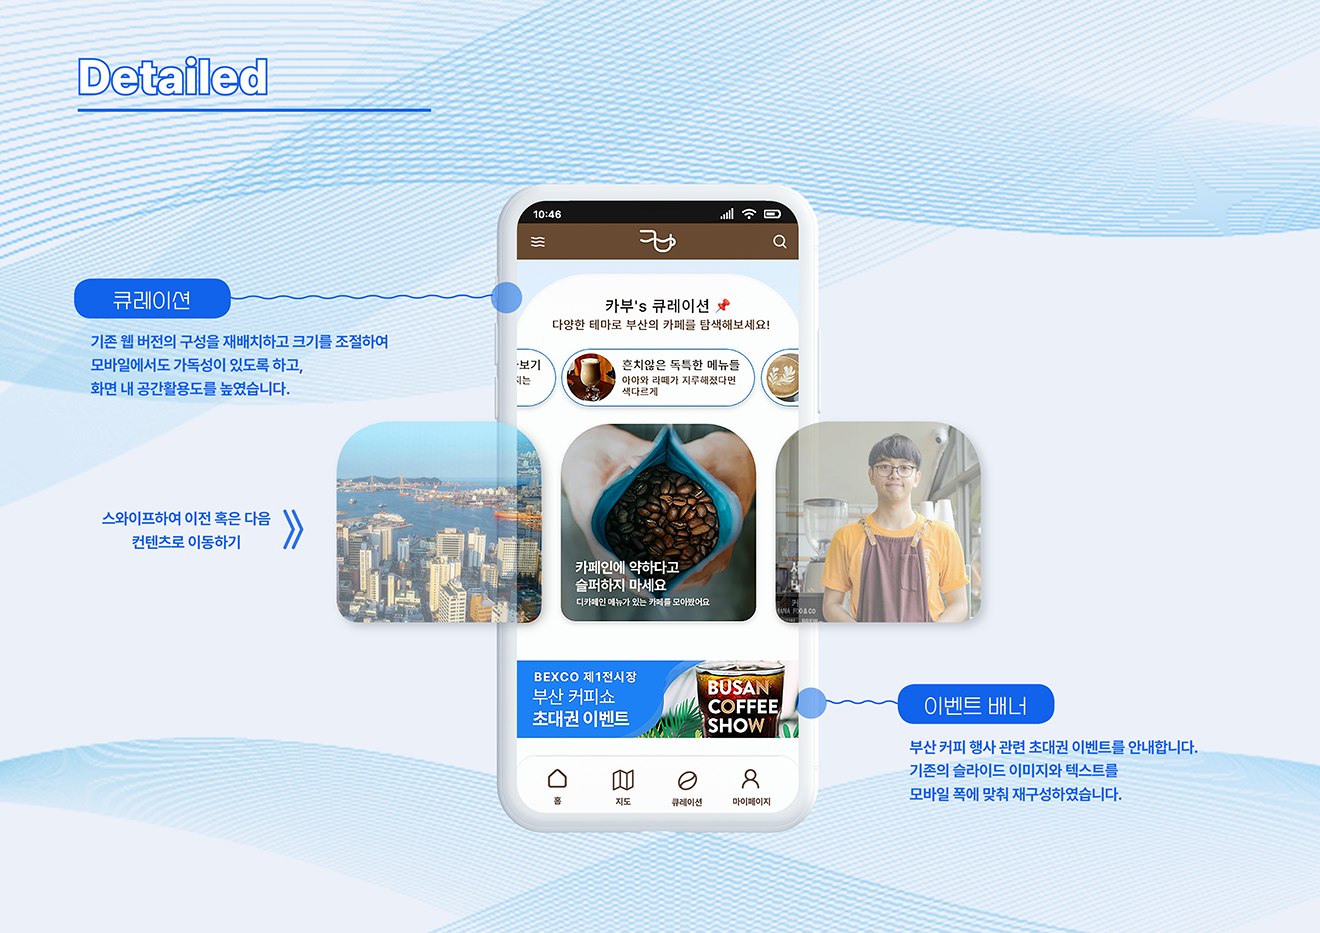 Detailed
10:46
큐레이션
기존 웹 버전의 구성을 재배치하고 크기를 조절하여
모바일에서도 가독성이 있도록 하고,
화면 내 공간활용도를 높였습니다.
카부's 큐레이션 📌
다양한 테마로 부산의 카페를 탐색해보세요!
보기
지는
흔치않은 독특한 메뉴들
아아와 라떼가 지루해졌다면
색다르게
스와이프하여 이전 혹은 다음
컨텐츠로 이동하기
카페인에 약하다고
슬퍼하지 마세요
디카페인 메뉴가 있는 카페를 모아봤어요
BEXCO 제1전시장
부산 커피쇼
초대권 이벤트
BUSAN
COFFEE
SHOW
이벤트 배너
부산 커피 행사 관련 초대권 이벤트를 안내합니다.
기존의 슬라이드 이미지와 텍스트를
모바일 폭에 맞춰 재구성하였습니다.
홈
지도
큐레이션
마이페이지